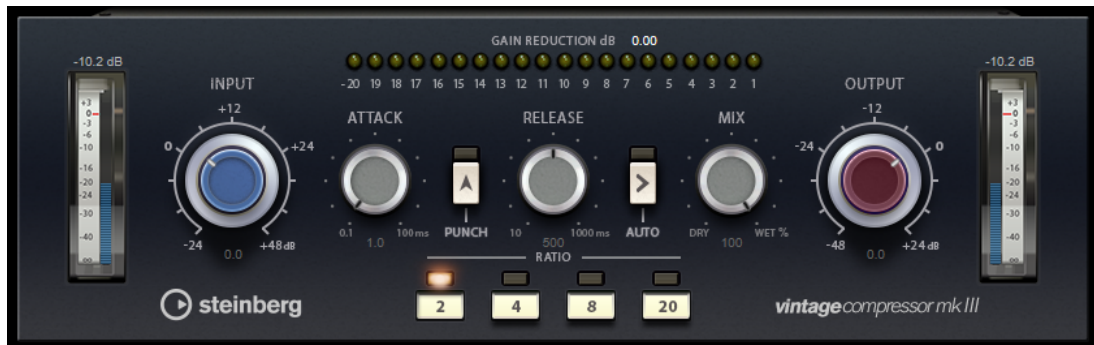 GAIN REDUCTION dB 0.00
-20 19 18 17 16 15 14 13 12 11 10 9 8 7 6 5 4 3 2 1
-10.2 dB
+3
0
-3
-6
-10
-16
-20
-24
-30
-40
∞
INPUT
+12
0
+24
-24
+48 dB
0.0
ATTACK
0.1
100 ms
1.0
PUNCH
RELEASE
10
1000 ms
500
AUTO
MIX
DRY
WET %
100
OUTPUT
-12
-24
0
-48
+24 dB
0.0
-10.2 dB
+3
0
-3
-6
-10
-16
-20
-24
-30
-40
∞
RATIO
2 4 8 20
steinberg
vintage compressor mk III